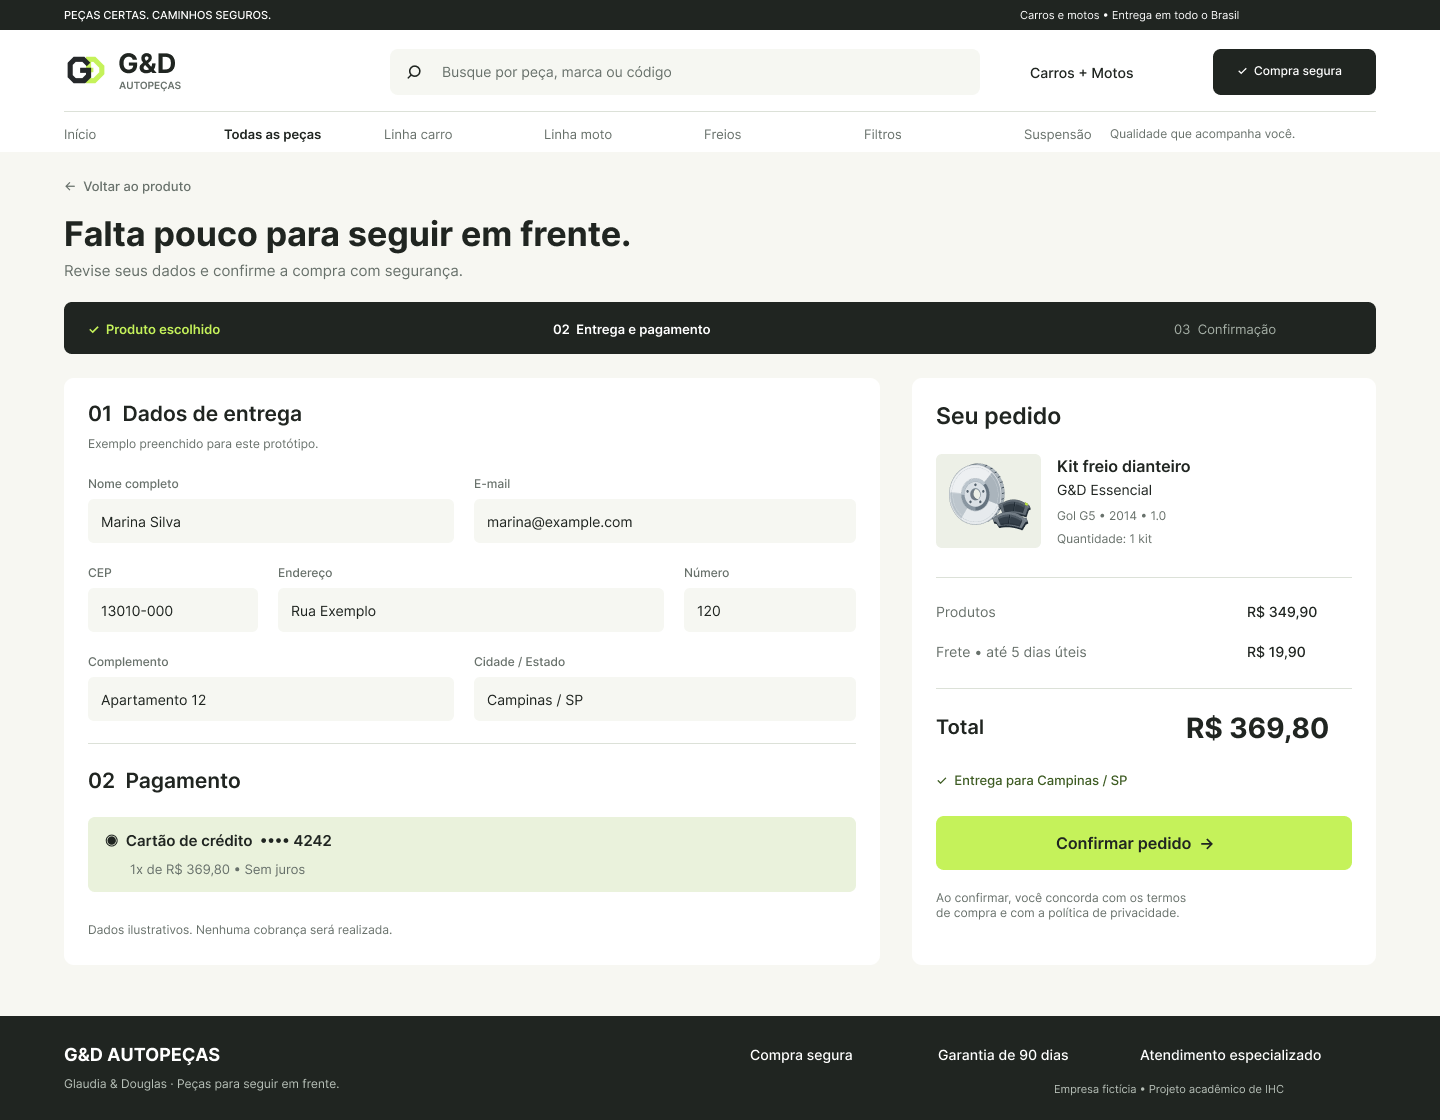 PEÇAS CERTAS. CAMINHOS SEGUROS.
Carros e motos • Entrega em todo o Brasil
G&D
AUTOPEÇAS
Busque por peça, marca ou código
Carros + Motos
✓ Compra segura
Início
Todas as peças
Linha carro
Linha moto
Freios
Filtros
Suspensão
Qualidade que acompanha você.
← Voltar ao produto
Falta pouco para seguir em frente.
Revise seus dados e confirme a compra com segurança.
✓ Produto escolhido
02 Entrega e pagamento
03 Confirmação
01 Dados de entrega
Exemplo preenchido para este protótipo.
Nome completo
Marina Silva
E-mail
marina@example.com
CEP
13010-000
Endereço
Rua Exemplo
Número
120
Complemento
Apartamento 12
Cidade / Estado
Campinas / SP
02 Pagamento
◉ Cartão de crédito •••• 4242
1x de R$ 369,80 • Sem juros
Dados ilustrativos. Nenhuma cobrança será realizada.
Seu pedido
Kit freio dianteiro
G&D Essencial
Gol G5 • 2014 • 1.0
Quantidade: 1 kit
Produtos
R$ 349,90
Frete • até 5 dias úteis
R$ 19,90
Total
R$ 369,80
✓ Entrega para Campinas / SP
Confirmar pedido →
Ao confirmar, você concorda com os termos
de compra e com a política de privacidade.
G&D AUTOPEÇAS
Glaudia & Douglas · Peças para seguir em frente.
Compra segura
Garantia de 90 dias
Atendimento especializado
Empresa fictícia • Projeto acadêmico de IHC